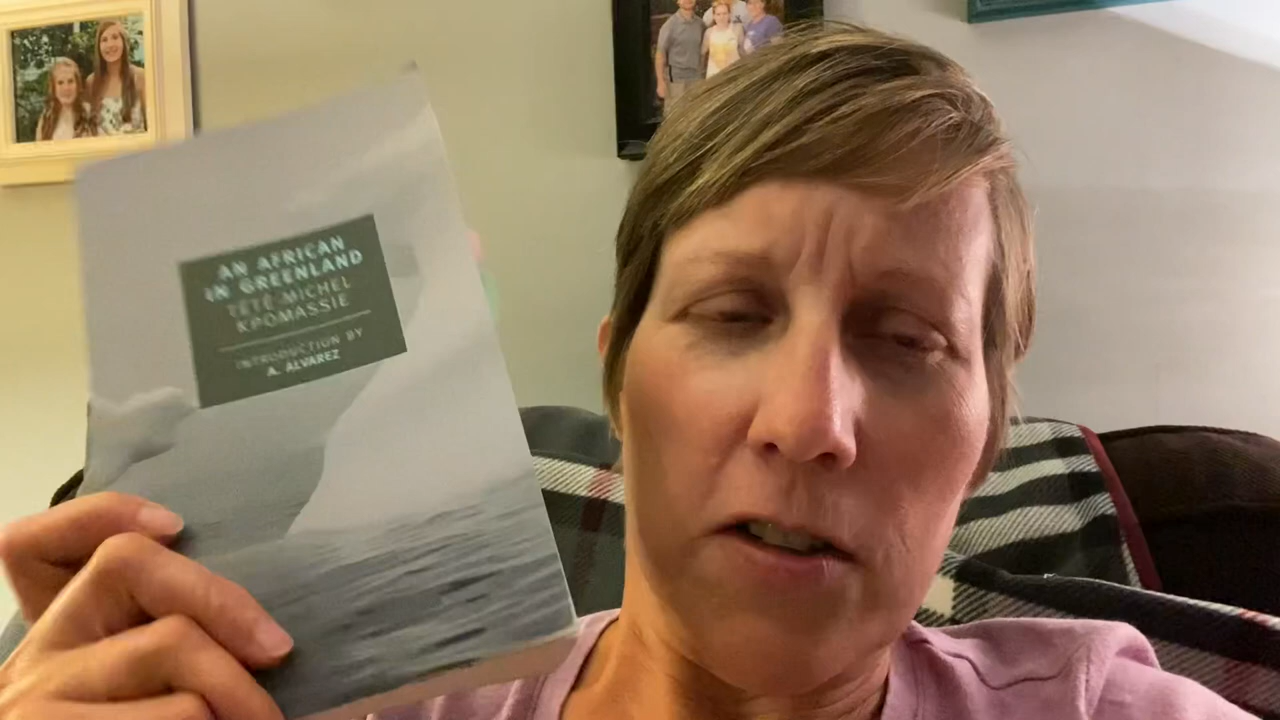 AN AFRICAN
IN GREENLAND
TÉTÉ-MICHEL
KPOMASSIE
INTRODUCTION BY
A. ALVAREZ